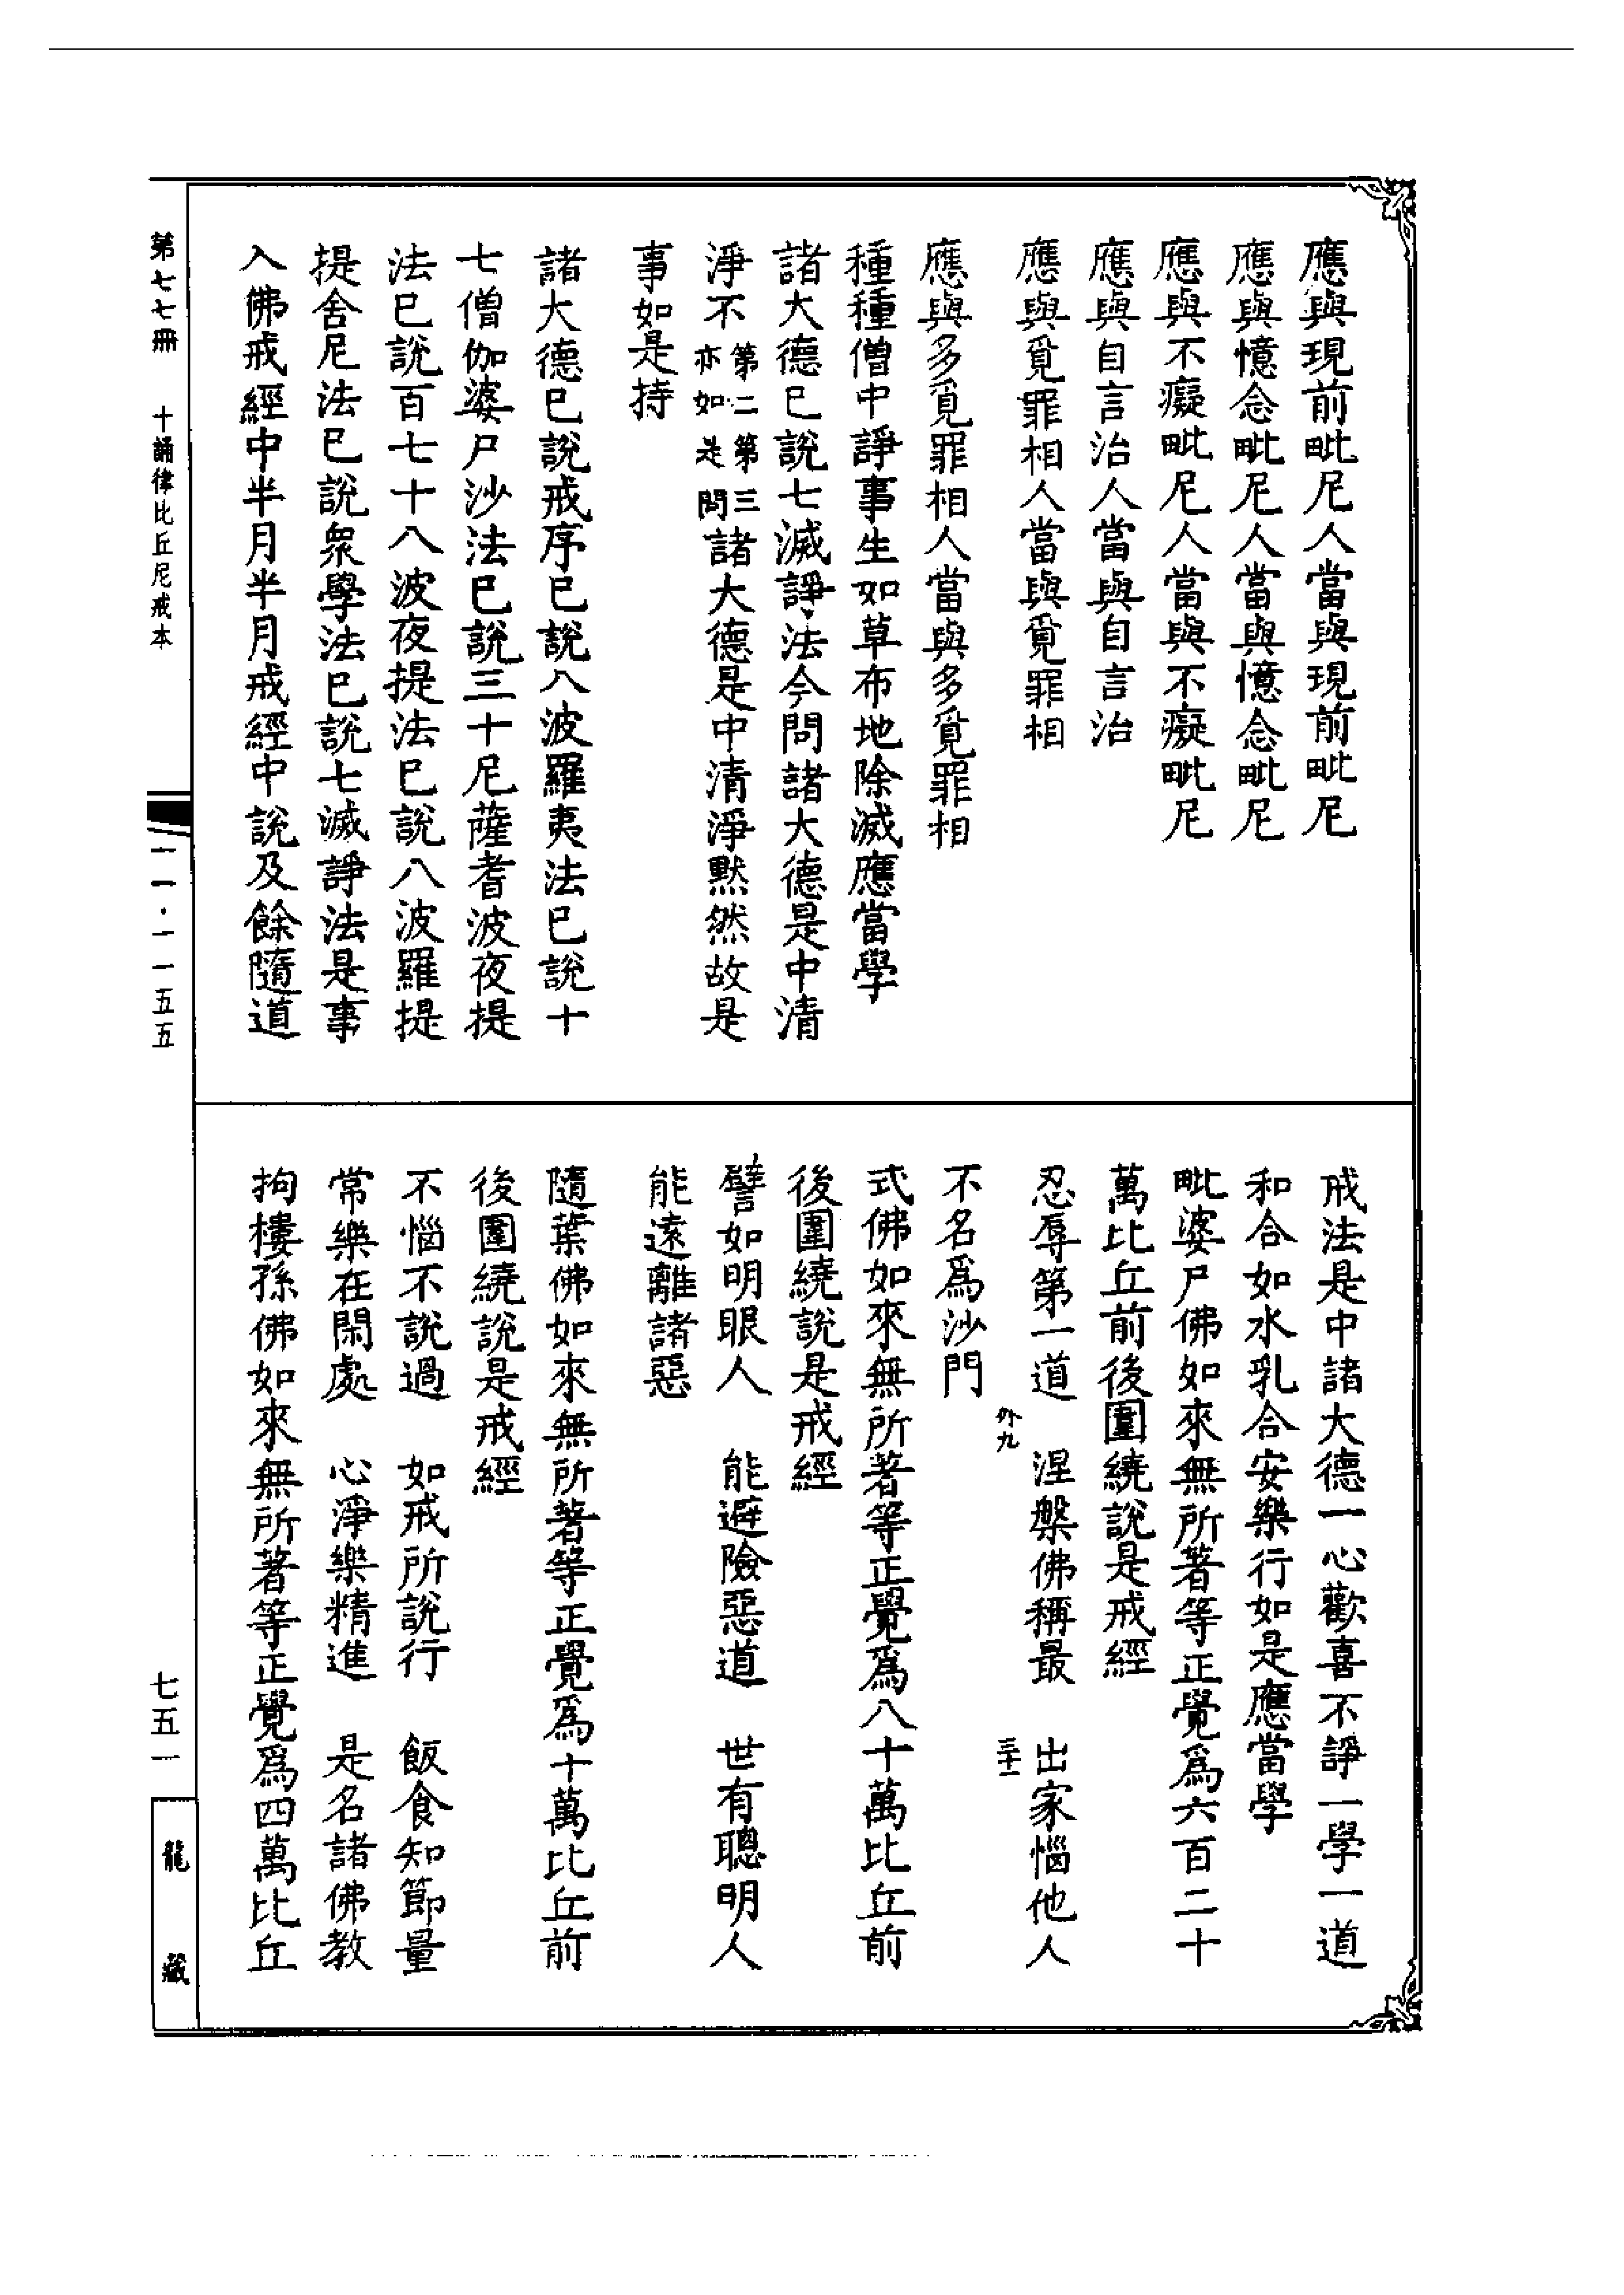 應與現前毗尼人當與現前毗尼
應與憶念毗尼人當與憶念毗尼
應與不癡毗尼人當與不癡毗尼
應與自言治人當與自言治
應與覓罪相人當與覓罪相
應與多覓罪相人當與多覓罪相
種種僧中諍事生如草布地除滅應當學
諸大德已說七滅諍法今問諸大德是中清
淨不第二第三問亦如是諸大德是中清淨黙然故是
事如是持
諸大德已說戒序已說八波羅夷法已說十
七僧伽婆尸沙法已說三十尼薩耆波夜提
法已說百七十八波夜提法已說八波羅提
提舍尼法已說眾學法已說七滅諍法是事
入佛戒經中半月半月戒經中說及餘隨道
戒法是中諸大德一心歡喜不諍一學一道
和合如水乳合安樂行如是應當學
毗婆尸佛如來無所著等正覺爲六百二十
萬比丘前後圍繞說是戒經
忍辱第一道　涅槃佛稱最　出家惱他人
外九　三十二
不名爲沙門
式佛如來無所著等正覺爲八十萬比丘前
後圍繞說是戒經
譬如明眼人　能避險惡道　世有聰明人
能遠離諸惡
隨葉佛如來無所著等正覺爲十萬比丘前
後圍繞說是戒經
不惱不說過　如戒所說行　飯食知節量
常樂在閑處　心淨樂精進　是名諸佛教
拘樓孫佛如來無所著等正覺爲四萬比丘
第七七冊　十誦律比丘尼戒本
一一一·一一五五
七五一
龍藏